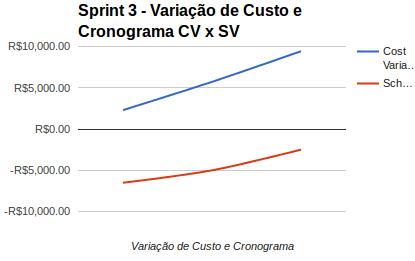 Sprint 3 - Variação de Custo e
Cronograma CV x SV
R$10,000.00
R$5,000.00
R$0.00
-R$5,000.00
-R$10,000.00
Cost
Varia...
Sch...
Variação de Custo e Cronograma